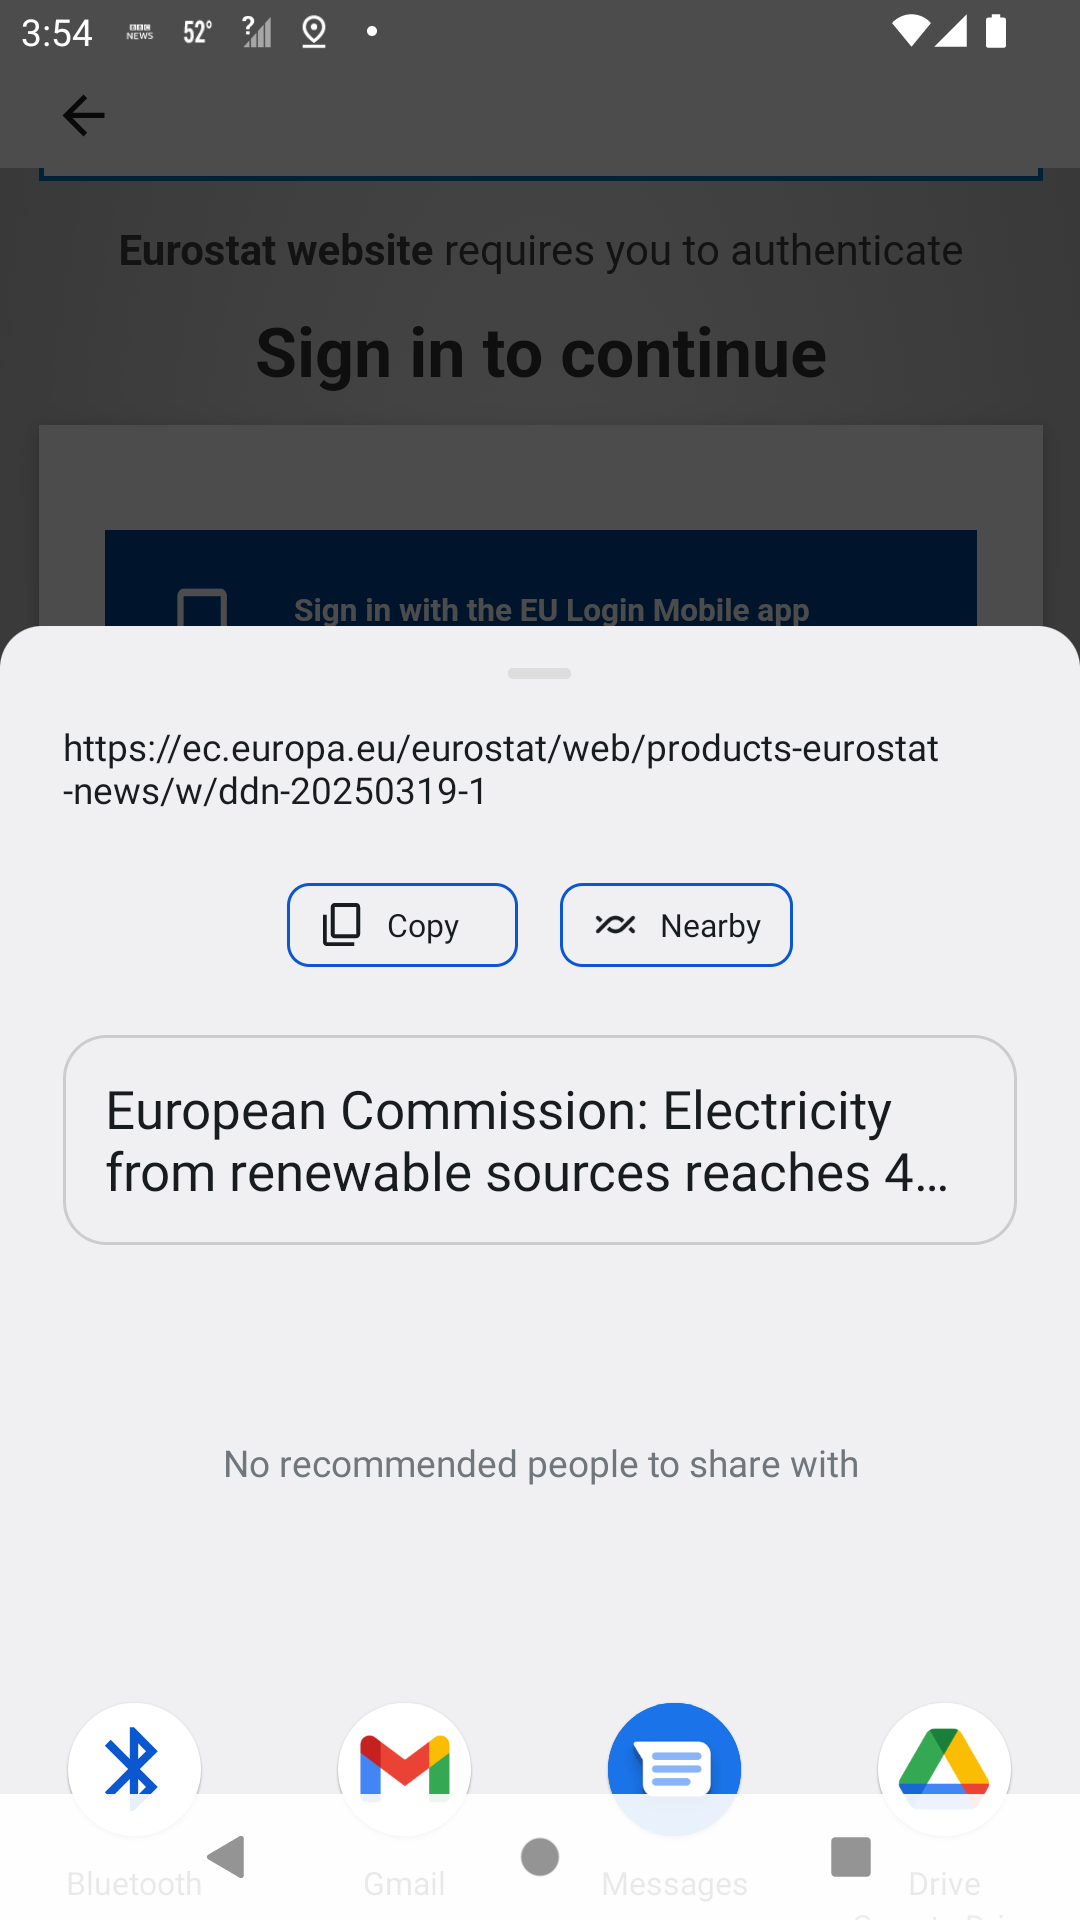 3:54
BBC NEWS
52°
?
Eurostat website requires you to authenticate
Sign in to continue
Sign in with the EU Login Mobile app
https://ec.europa.eu/eurostat/web/products-eurostat
-news/w/ddn-20250319-1
Copy
Nearby
European Commission: Electricity
from renewable sources reaches 4…
No recommended people to share with
Bluetooth
Gmail
Messages
Drive